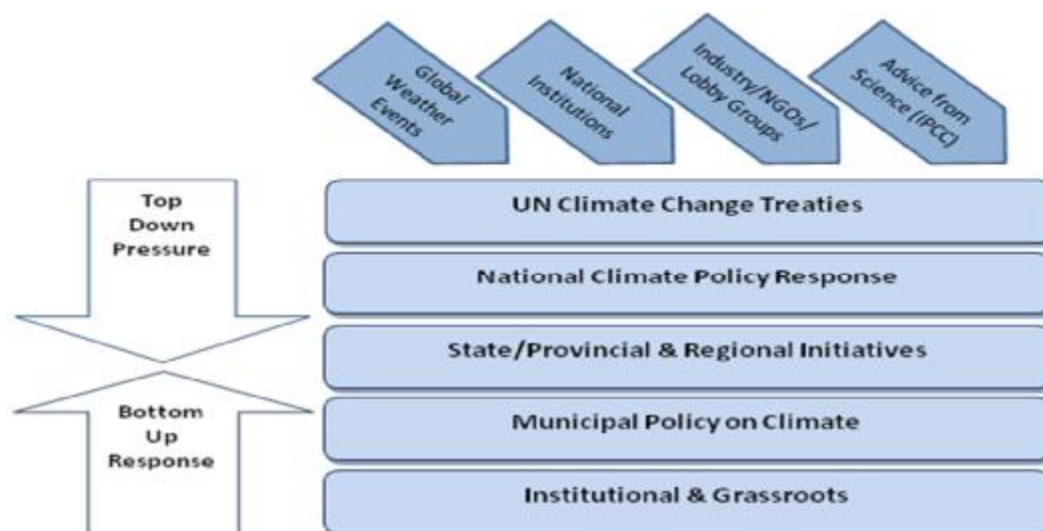 Global
Weather
Events
National
Institutions
Industry/NGOs/
Lobby Groups
Advice from
Science (IPCC)
Top
Down
Pressure
UN Climate Change Treaties
National Climate Policy Response
State/Provincial & Regional Initiatives
Bottom
Up
Response
Municipal Policy on Climate
Institutional & Grassroots